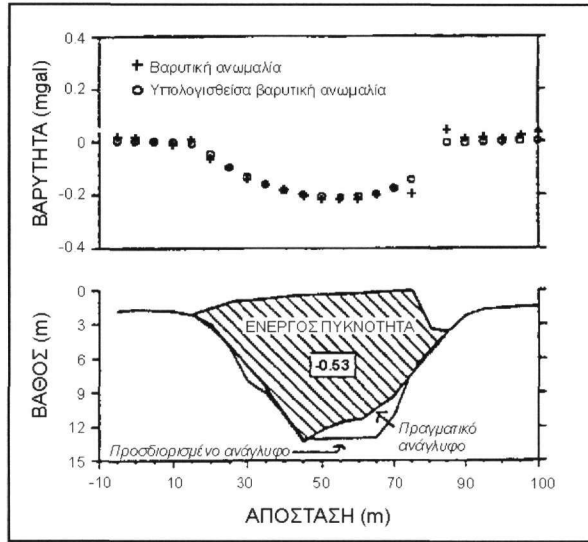 0.4
0.2
0
-0.2
-0.4
ΒΑΡΥΤΗΤΑ (mgal)
+ Βαρυτική ανωμαλία
o Υπολογισθείσα βαρυτική ανωμαλία
0
3
6
9
12
15
ΒΑΘΟΣ (m)
ΕΝΕΡΓΟΣ ΠΥΚΝΟΤΗΤΑ
-0.53
Πραγματικό
ανάγλυφο
Προσδιορισμένο ανάγλυφο
-10 10 30 50 70 90 100
ΑΠΟΣΤΑΣΗ (m)